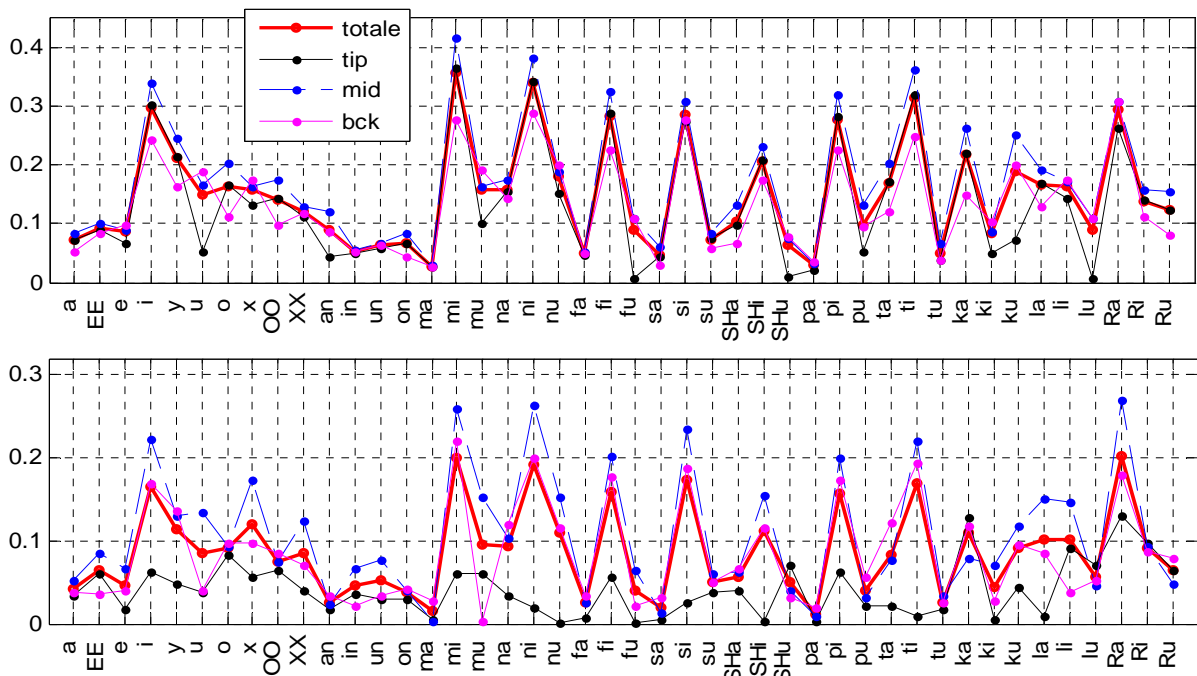 totale
tip
mid
bck
0.4
0.3
0.2
0.1
0
a EE e i y u o x OO XX an in un on ma mi mu na ni nu fa fi fu sa si su SHa SHi SHu pa pi pu ta ti tu ka ki ku la li lu Ra Ri Ru
0.3
0.2
0.1
0
a EE e i y u o x OO XX an in un on ma mi mu na ni nu fa fi fu sa si su SHa SHi SHu pa pi pu ta ti tu ka ki ku la li lu Ra Ri Ru